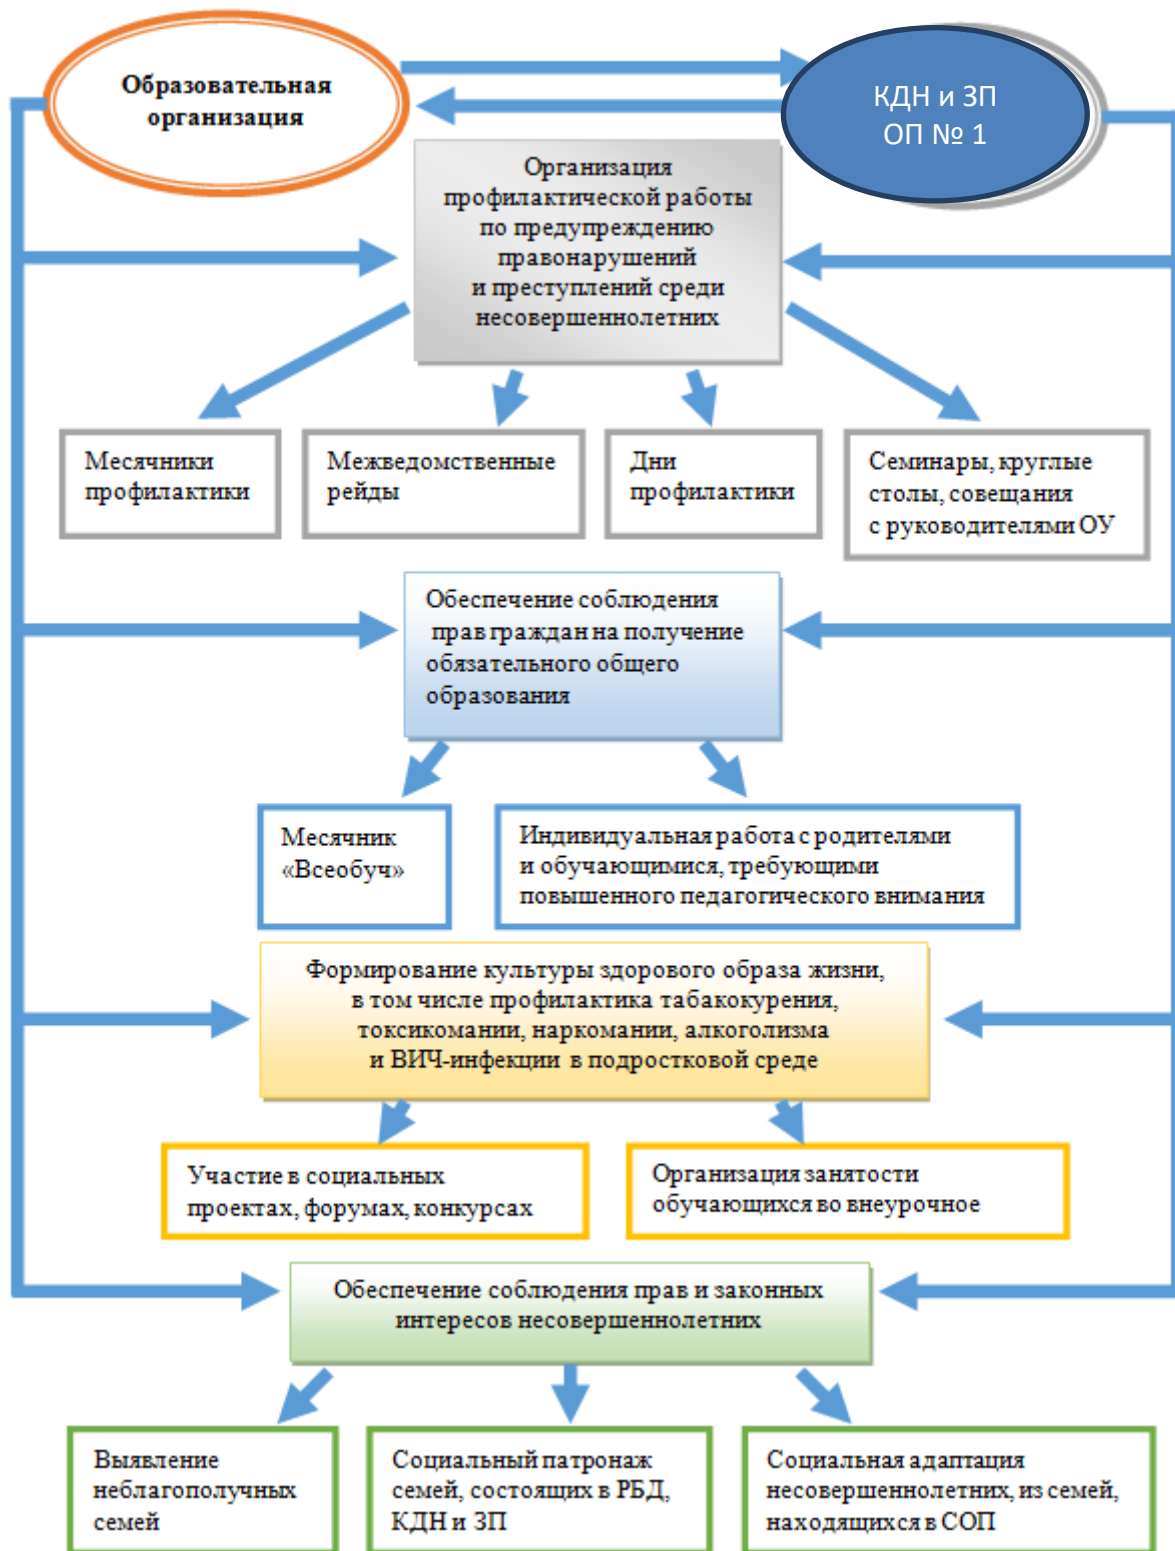 Образовательная
организация
КДН и ЗП
ОП № 1
Организация
профилактической работы
по предупреждению
правонарушений
и преступлений среди
несовершеннолетних
Месячники
профилактики
Межведомственные
рейды
Дни
профилактики
Семинары, круглые
столы, совещания
с руководителями ОУ
Обеспечение соблюдения
прав граждан на получение
обязательного общего
образования
Месячник
«Всеобуч»
Индивидуальная работа с родителями
и обучающимися, требующими
повышенного педагогического внимания
Формирование культуры здорового образа жизни,
в том числе профилактика табакокурения,
токсикомании, наркомании, алкоголизма
и ВИЧ-инфекции в подростковой среде
Участие в социальных
проектах, форумах, конкурсах
Организация занятости
обучающихся во внеурочное
Обеспечение соблюдения прав и законных
интересов несовершеннолетних
Выявление
неблагополучных
семей
Социальный патронаж
семей, состоящих в РБД,
КДН и ЗП
Социальная адаптация
несовершеннолетних, из семей,
находящихся в СОП